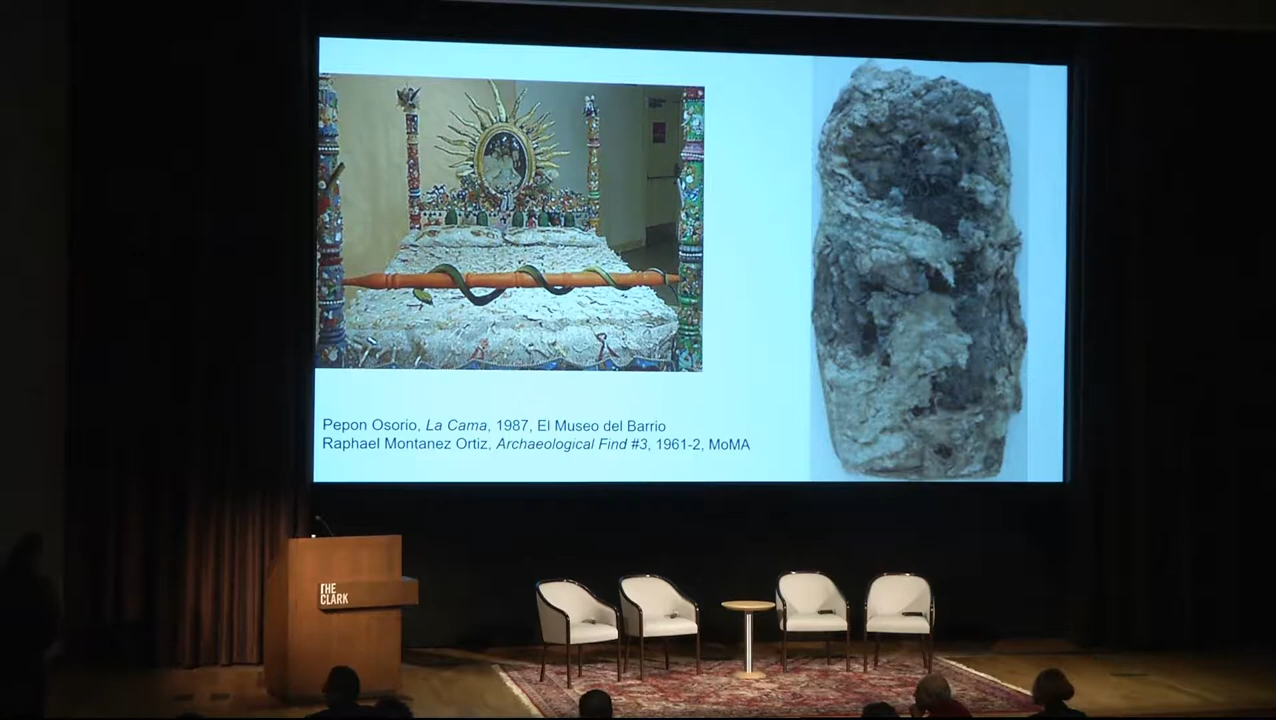 Pepon Osorio, La Cama, 1987, El Museo del Barrio
Raphael Montanez Ortiz, Archaeological Find #3, 1961-2, MoMA
THE
CLARK